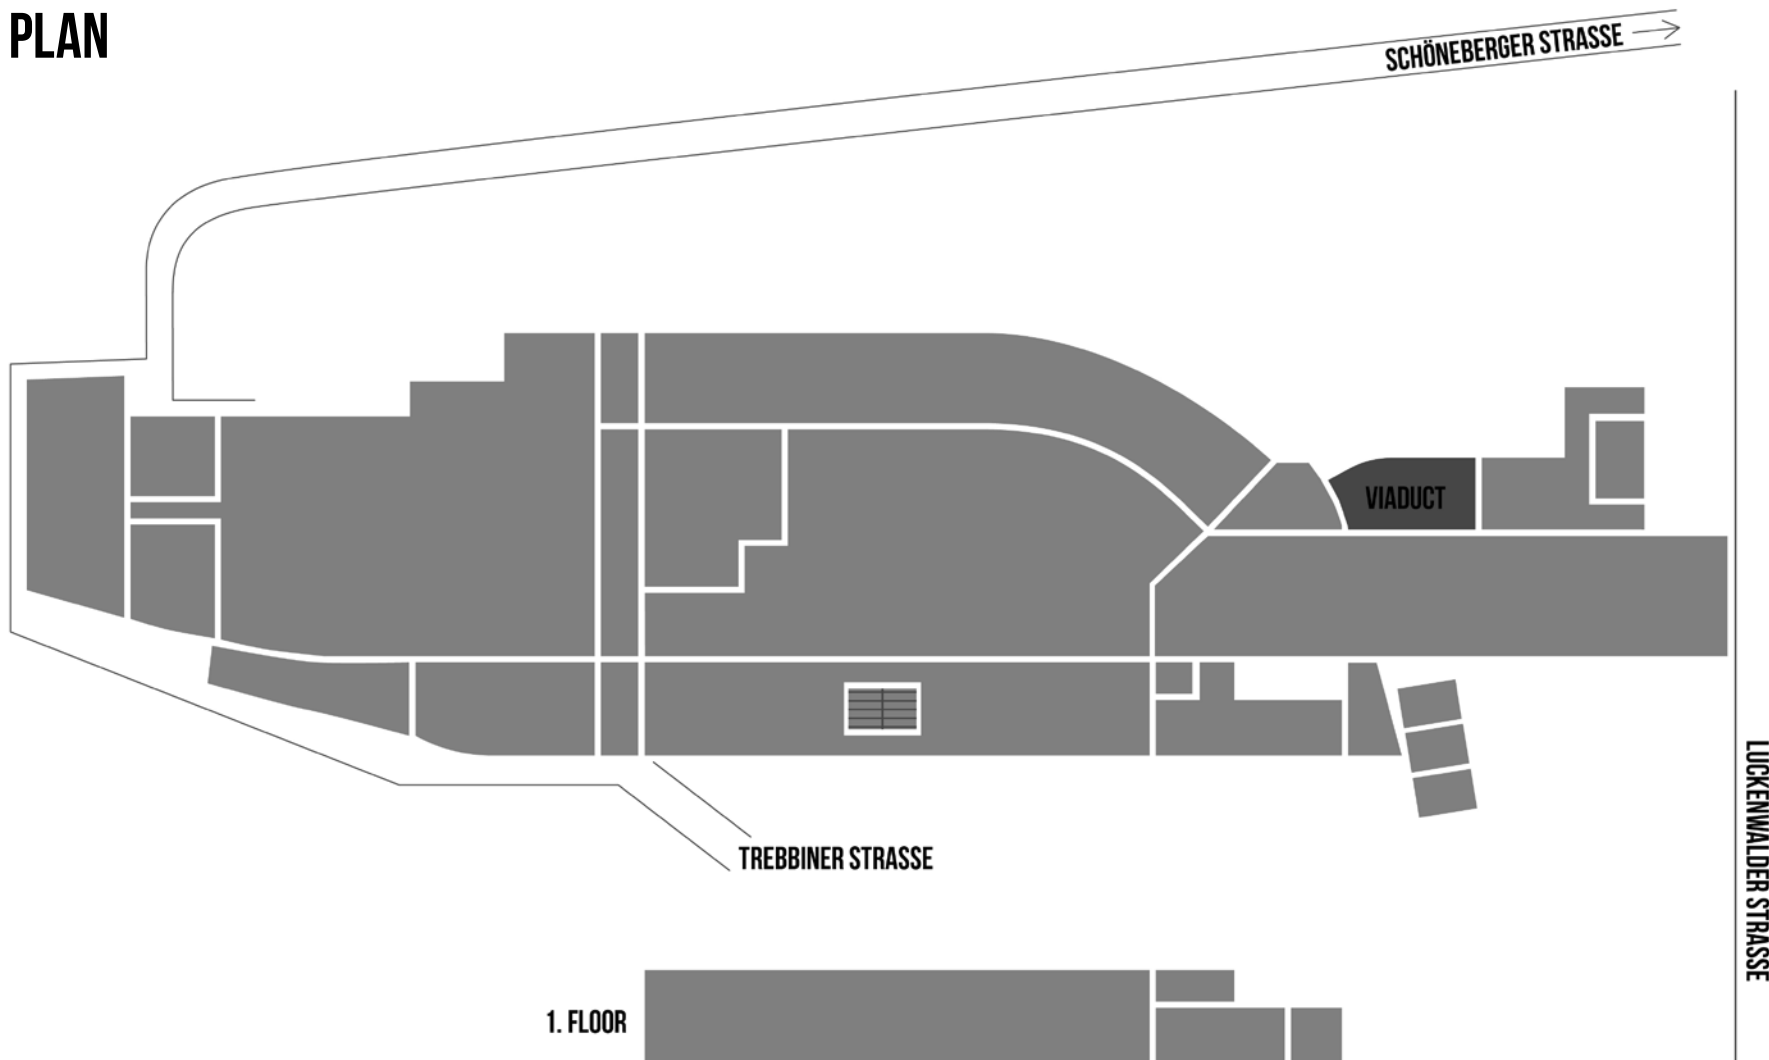 PLAN
SCHÖNEBERGER STRASSE
VIADUCT
LUCKENWALDER STRASSE
TREBBINER STRASSE
1. FLOOR